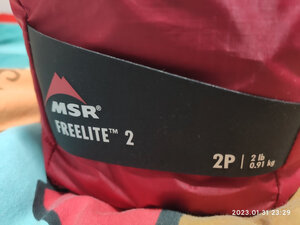 MSR®
FREELITE™ 2
2P | 2 lb
0.91 kg
2023.01.31 23:29